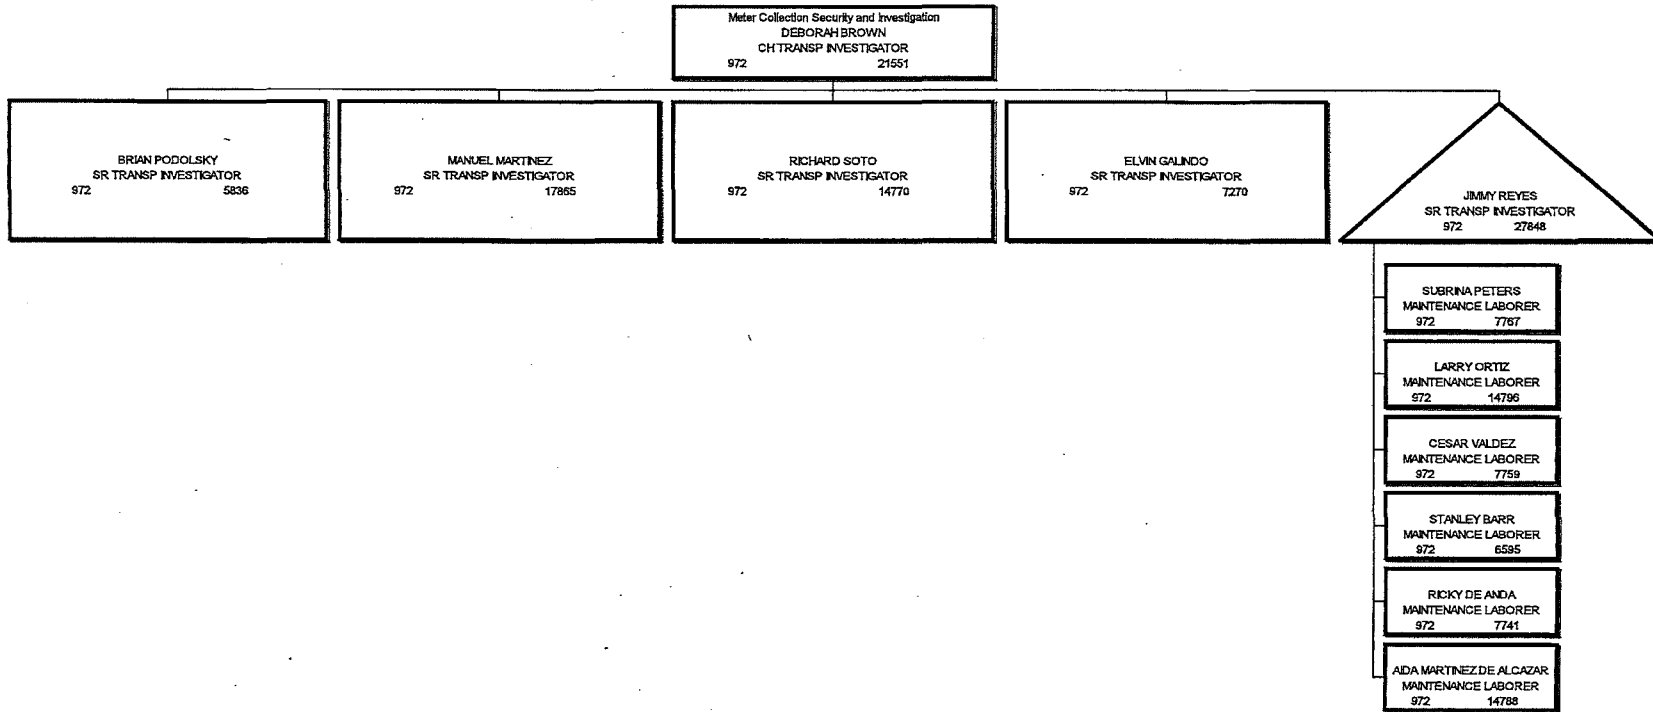 Meter Collection Security and Investigation
DEBORAH BROWN
CH TRANSP INVESTIGATOR
972 21551
BRIAN PODOLSKY
SR TRANSP INVESTIGATOR
972 5836
MANUEL MARTINEZ
SR TRANSP INVESTIGATOR
972 17865
RICHARD SOTO
SR TRANSP INVESTIGATOR
972 14770
ELVIN GALINDO
SR TRANSP INVESTIGATOR
972 7270
JIMMY REYES
SR TRANSP INVESTIGATOR
972 27848
SUBRINA PETERS
MAINTENANCE LABORER
972 7767
LARRY ORTIZ
MAINTENANCE LABORER
972 14796
CESAR VALDEZ
MAINTENANCE LABORER
972 7759
STANLEY BARR
MAINTENANCE LABORER
972 6595
RICKY DE ANDA
MAINTENANCE LABORER
972 7741
AIDA MARTINEZ DE ALCAZAR
MAINTENANCE LABORER
972 14788